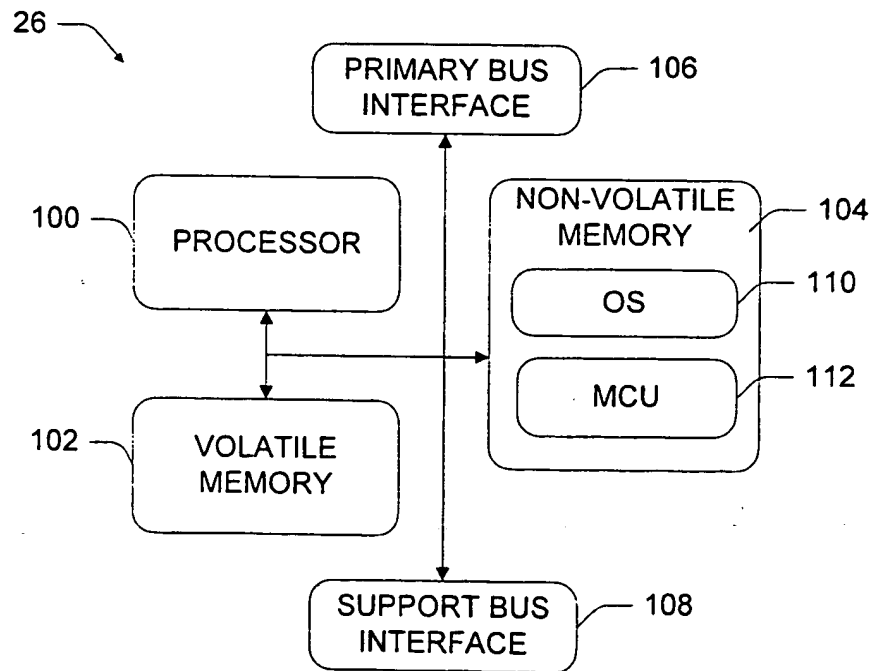 26
PRIMARY BUS
INTERFACE
106
100
PROCESSOR
NON-VOLATILE
MEMORY
104
OS
110
MCU
112
102
VOLATILE
MEMORY
SUPPORT BUS
INTERFACE
108